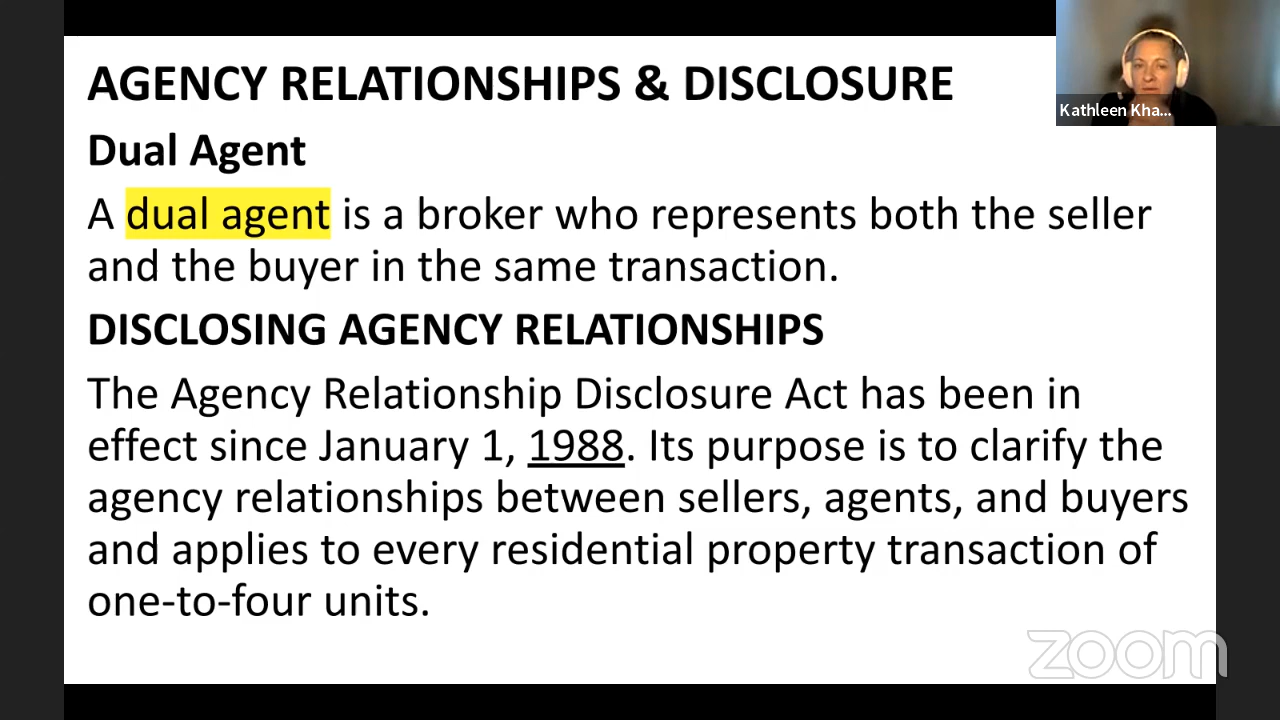 AGENCY RELATIONSHIPS & DISCLOSURE
Kathleen Kha...
Dual Agent
A dual agent is a broker who represents both the seller
and the buyer in the same transaction.
DISCLOSING AGENCY RELATIONSHIPS
The Agency Relationship Disclosure Act has been in
effect since January 1, 1988. Its purpose is to clarify the
agency relationships between sellers, agents, and buyers
and applies to every residential property transaction of
one-to-four units.
zoom